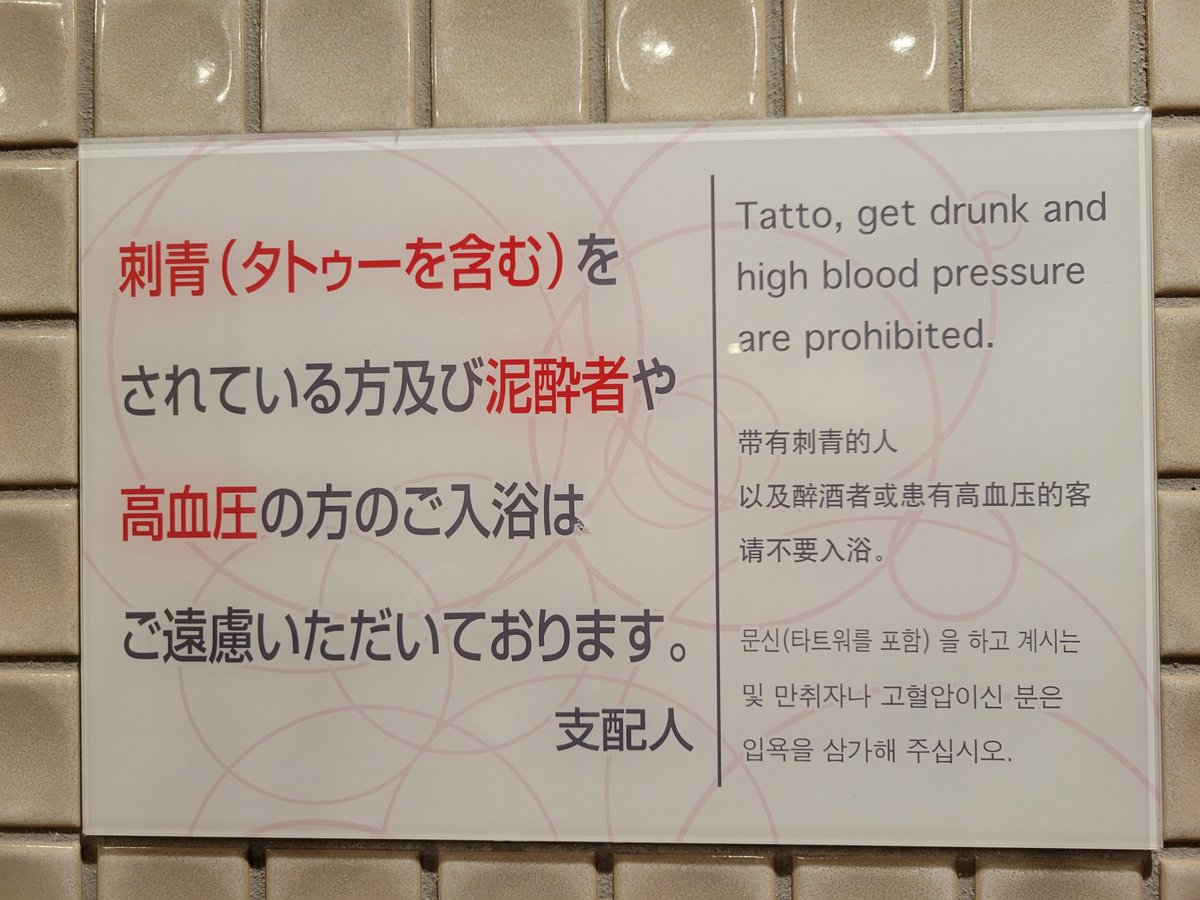 刺青(タトゥーを含む)を
されている方及び泥酔者や
高血圧の方のご入浴は
ご遠慮いただいております。
支配人
Tatto, get drunk and
high blood pressure
are prohibited.
带有刺青的人
以及醉酒者或患有高血压的客
请不要入浴。
문신(타트워를 포함) 을 하고 계시는
및 만취자나 고혈압이신 분은
입욕을 삼가해 주십시오.